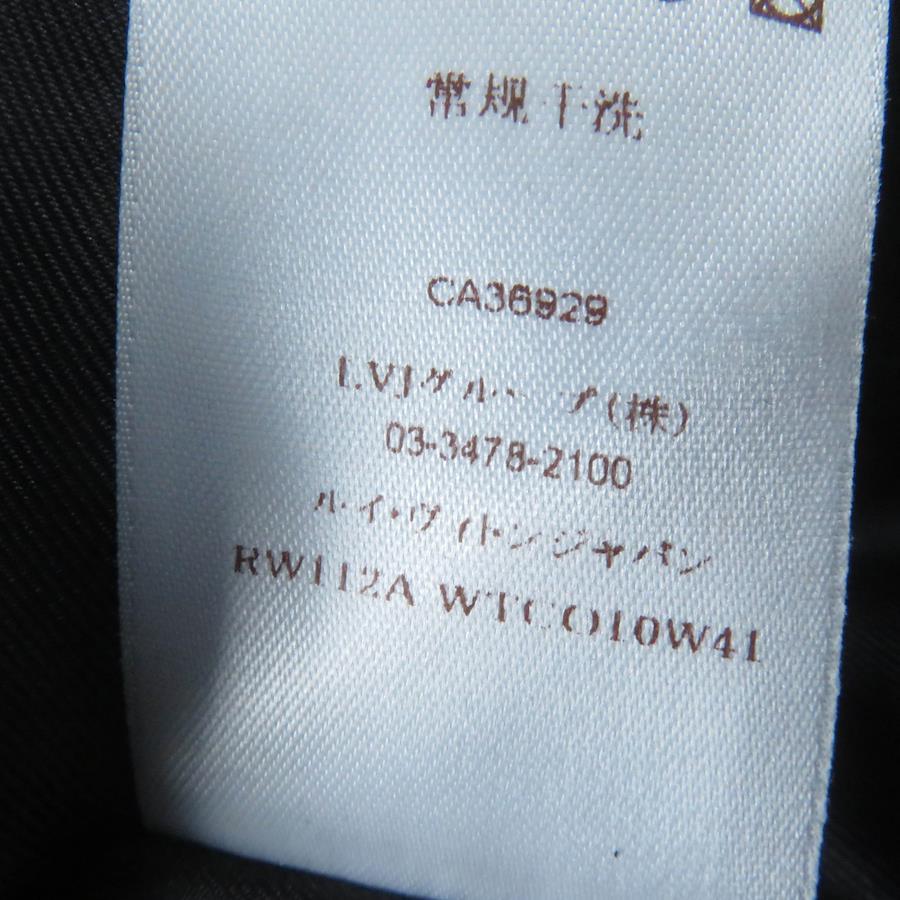 常规干洗
CA36929
LVJグループ(株)
03-3478-2100
ルイ・ヴィトンジャパン
RW112A WTCO10W41